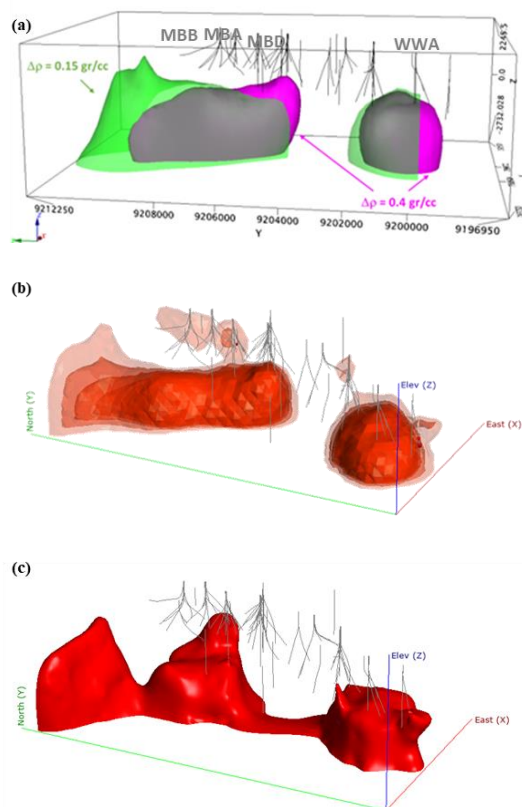 (a)
MBB MBA MBD WWA
2248.5
0.0
-2732.028
Δρ = 0.15 gr/cc
Δρ = 0.4 gr/cc
9212250 9208000 9206000 9204000 9202000 9200000 9196950
Y
(b)
North (Y)
Elev (Z)
East (X)
(c)
North (Y)
Elev (Z)
East (X)